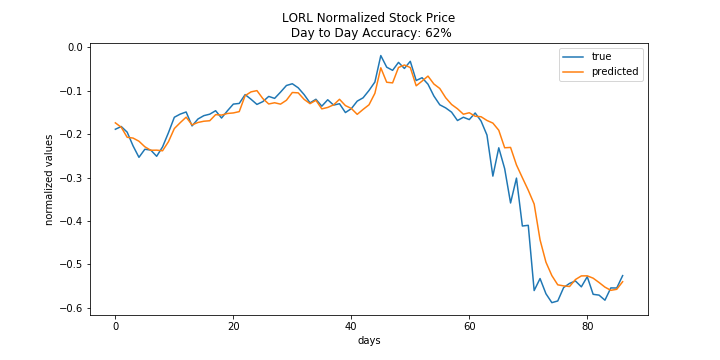 LORL Normalized Stock Price
Day to Day Accuracy: 62%
0.0
−0.1
−0.2
−0.3
−0.4
−0.5
−0.6
normalized values
true
predicted
0
20
40
60
80
days